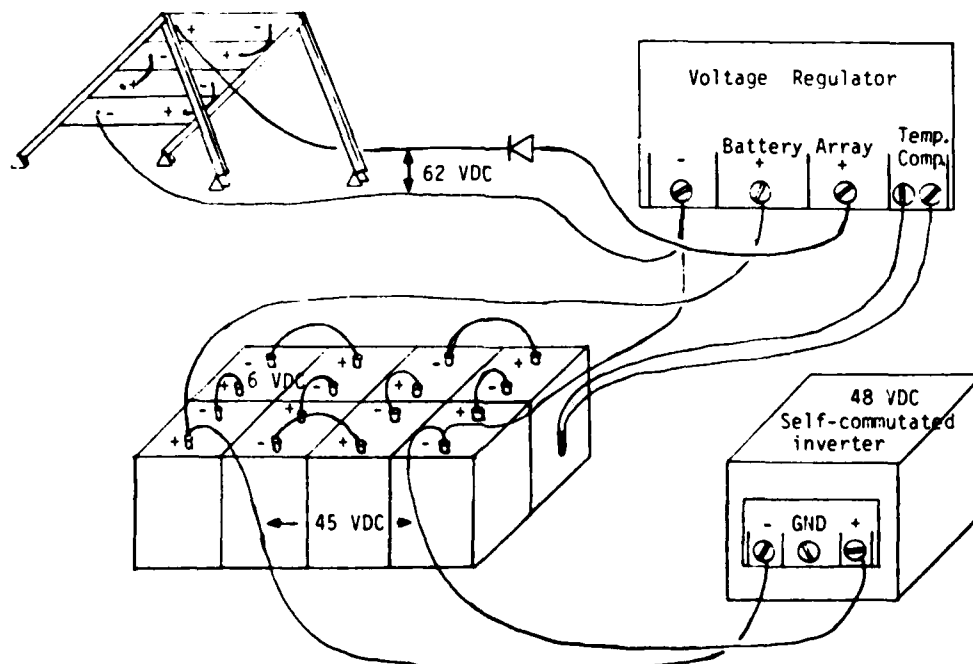 Voltage Regulator
Battery Array
Temp.
Comp.
- + +
62 VDC
- +
+ -
- +
- + - +
6 VDC
+ - + -
- + - +
+ - + -
45 VDC
48 VDC
Self-commutated
inverter
- GND +